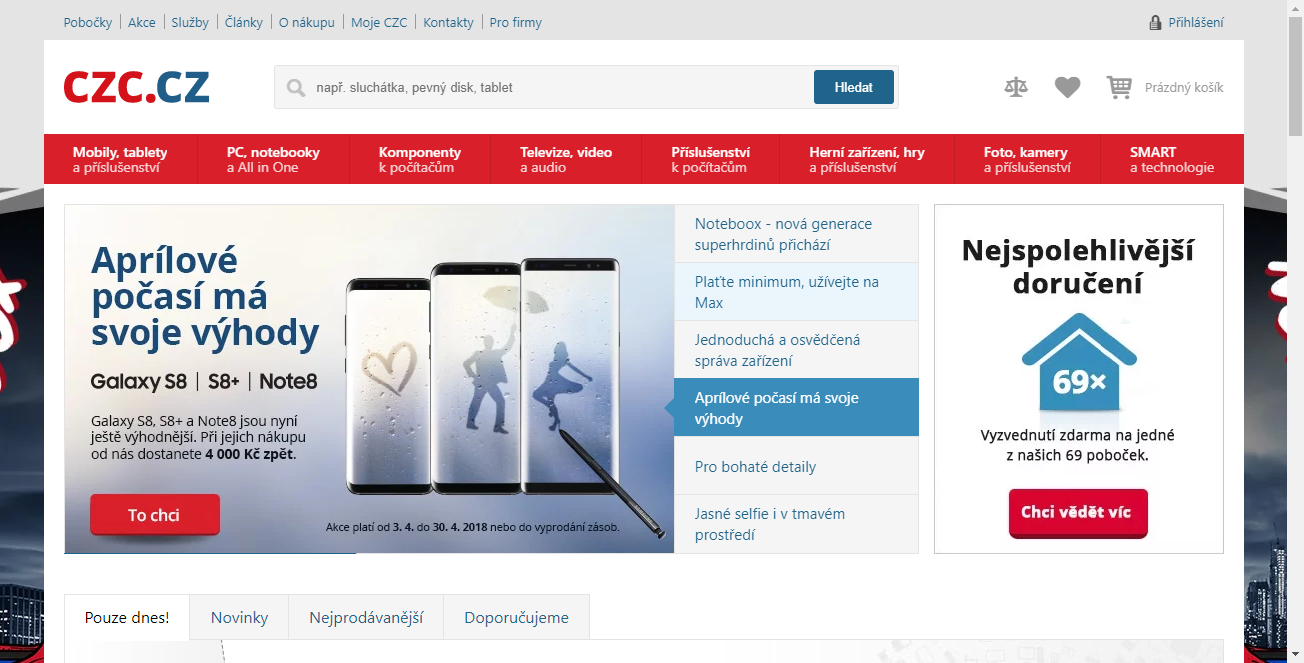 Pobočky Akce Služby Články O nákupu Moje CZC Kontakty Pro firmy Přihlášení
CZC.CZ např. sluchátka, pevný disk, tablet Hledat Prázdný košík
Mobily, tablety
a příslušenství
PC, notebooky
a All in One
Komponenty
k počítačům
Televize, video
a audio
Příslušenství
k počítačům
Herní zařízení, hry
a příslušenství
Foto, kamery
a příslušenství
SMART
a technologie
Aprílové
počasí má
svoje výhody
Galaxy S8 | S8+ | Note8
Galaxy S8, S8+ a Note8 jsou nyní
ještě výhodnější. Při jejich nákupu
od nás dostanete 4 000 Kč zpět.
To chci
Akce platí od 3. 4. do 30. 4. 2018 nebo do vyprodání zásob.
Noteboox - nová generace
superhrdinů přichází
Plaťte minimum, užívejte na
Max
Jednoduchá a osvědčená
správa zařízení
Aprílové počasí má svoje
výhody
Pro bohaté detaily
Jasné selfie i v tmavém
prostředí
Nejspolehlivější
doručení
69×
Vyzvednutí zdarma na jedné
z našich 69 poboček.
Chci vědět víc
Pouze dnes! Novinky Nejprodávanější Doporučujeme